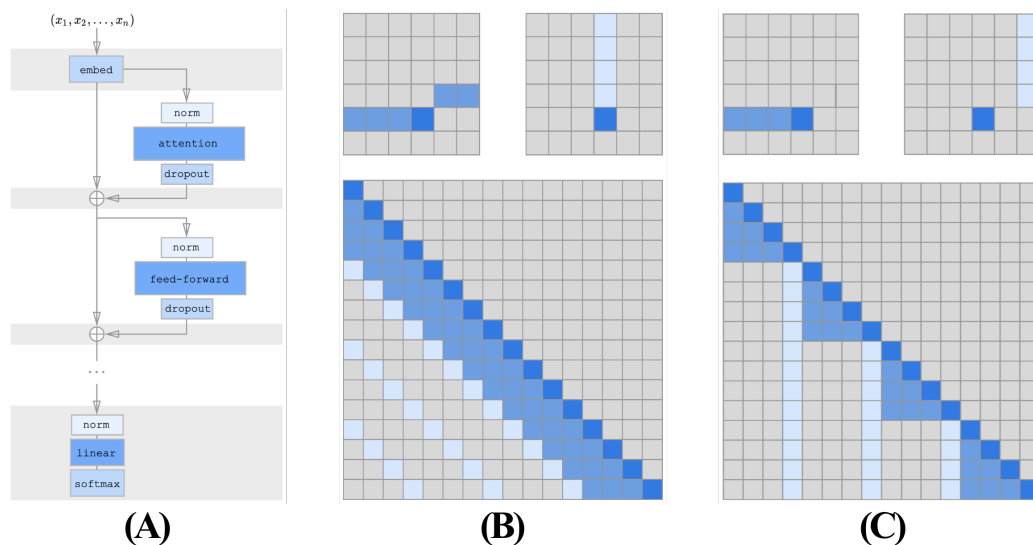 (x₁, x₂, ..., xₙ)
embed
norm
attention
dropout
norm
feed-forward
dropout
...
norm
linear
softmax
(A)
(B)
(C)